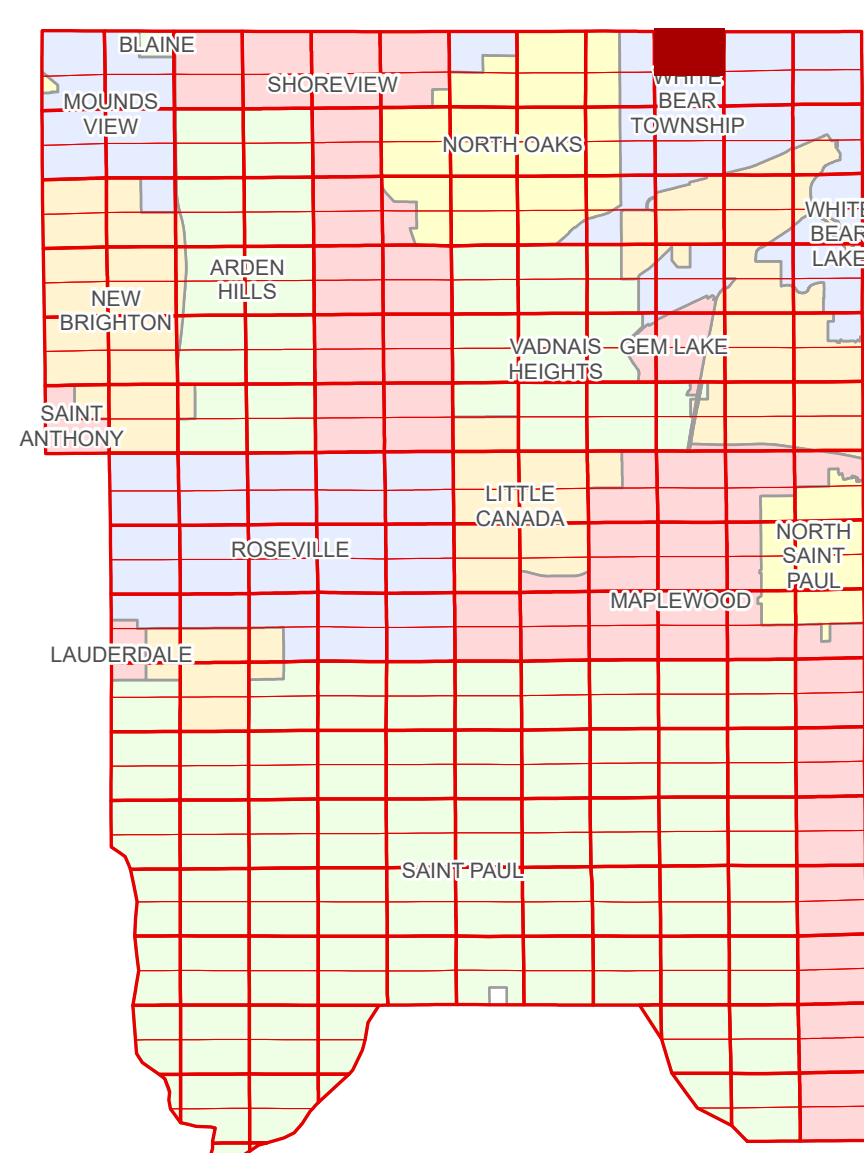 BLAINE
SHOREVIEW
MOUNDS
VIEW
WHITE
BEAR
TOWNSHIP
NORTH OAKS
WHITE
BEAR
LAKE
ARDEN
HILLS
NEW
BRIGHTON
VADNAIS
HEIGHTS
GEM LAKE
SAINT
ANTHONY
LITTLE
CANADA
ROSEVILLE
NORTH
SAINT
PAUL
MAPLEWOOD
LAUDERDALE
SAINT PAUL